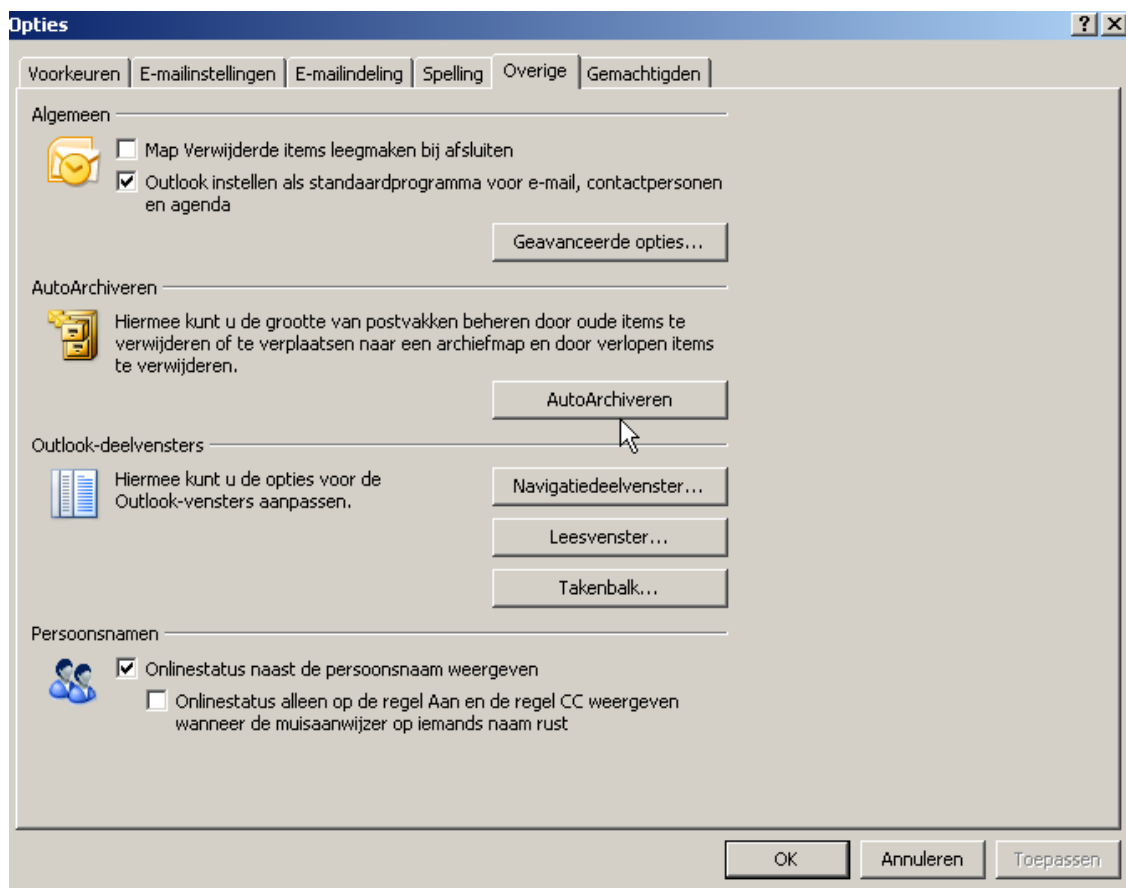 Opties
Voorkeuren E-mailinstellingen E-mailindeling Spelling Overige Gemachtigden
Algemeen
Map Verwijderde items leegmaken bij afsluiten
Outlook instellen als standaardprogramma voor e-mail, contactpersonen
en agenda
Geavanceerde opties...
AutoArchiveren
Hiermee kunt u de grootte van postvakken beheren door oude items te
verwijderen of te verplaatsen naar een archiefmap en door verlopen items
te verwijderen.
AutoArchiveren
Outlook-deelvensters
Hiermee kunt u de opties voor de
Outlook-vensters aanpassen.
Navigatiedeelvenster...
Leesvenster...
Takenbalk...
Persoonsnamen
Onlinestatus naast de persoonsnaam weergeven
Onlinestatus alleen op de regel Aan en de regel CC weergeven
wanneer de muisaanwijzer op iemands naam rust
OK Annuleren Toepassen